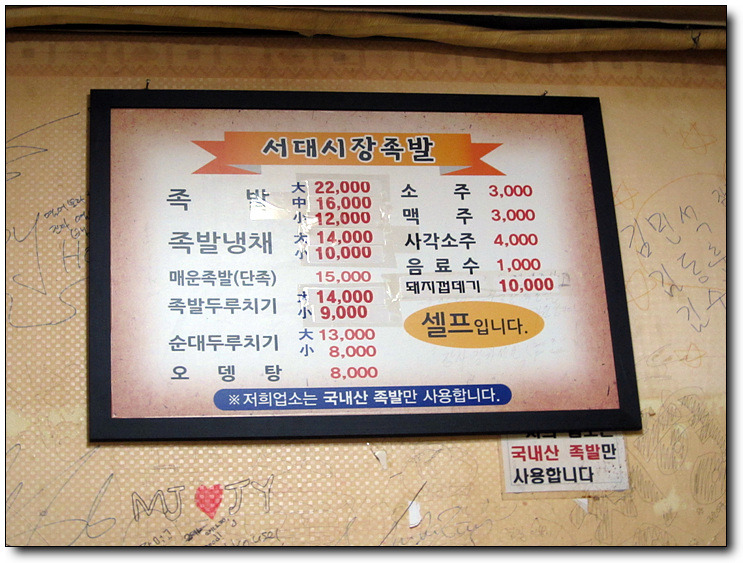 서대시장족발
족 발 大 22,000
中 16,000
小 12,000
족발냉채 大 14,000
小 10,000
매운족발(단족) 15,000
족발두루치기 大 14,000
小 9,000
순대두루치기 大 13,000
小 8,000
오 뎅 탕 8,000
소 주 3,000
맥 주 3,000
사각소주 4,000
음 료 수 1,000
돼지껍데기 10,000
셀프입니다.
※저희업소는 국내산 족발만 사용합니다.
국내산 족발만
사용합니다
MJ ♥ JY
김민석